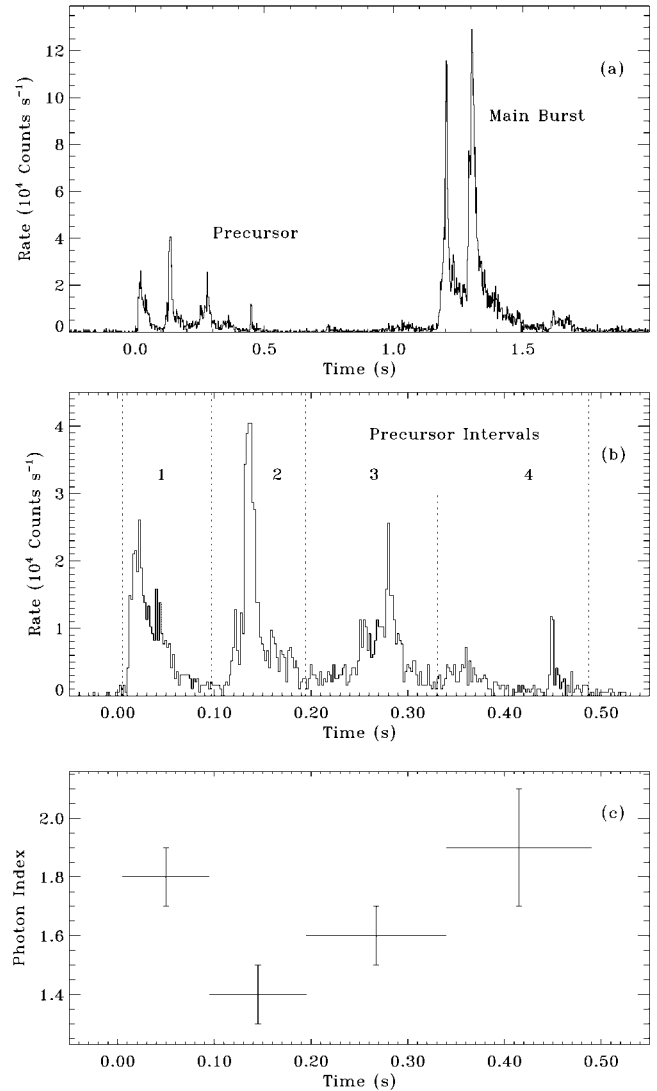 (a)
Main Burst
Precursor
Rate (10⁴ Counts s⁻¹)
12
10
8
6
4
2
0
0.0 0.5 1.0 1.5
Time (s)
(b)
Precursor Intervals
1 2 3 4
Rate (10⁴ Counts s⁻¹)
4
3
2
1
0
0.00 0.10 0.20 0.30 0.40 0.50
Time (s)
(c)
Photon Index
2.0
1.8
1.6
1.4
0.00 0.10 0.20 0.30 0.40 0.50
Time (s)